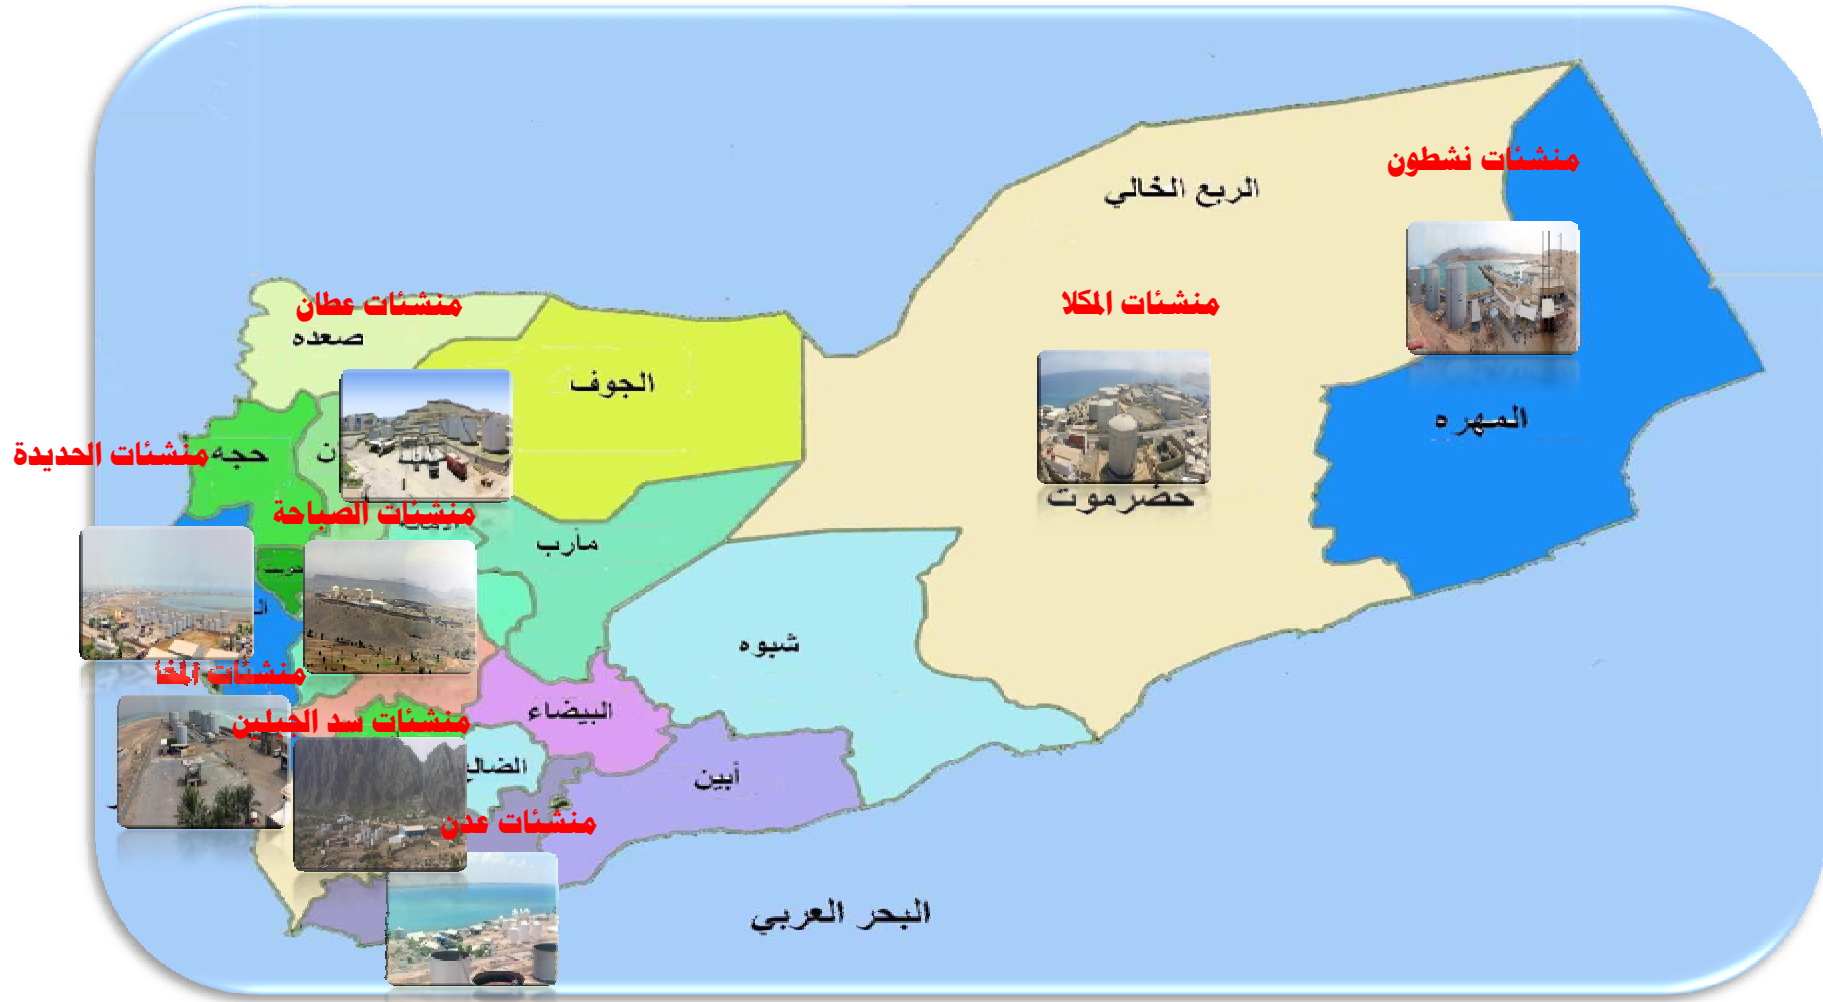 منشئات نشطون
الربع الخالي
منشئات المكلا
منشئات عطان
صعده
الجوف
المهره
منشئات الحديدة
حجه
ان
حضرموت
منشئات الصباحة
مأرب
شبوه
منشئات المخا
البيضاء
منشئات سد الجبلين
الضالع
أبين
منشئات عدن
البحر العربي